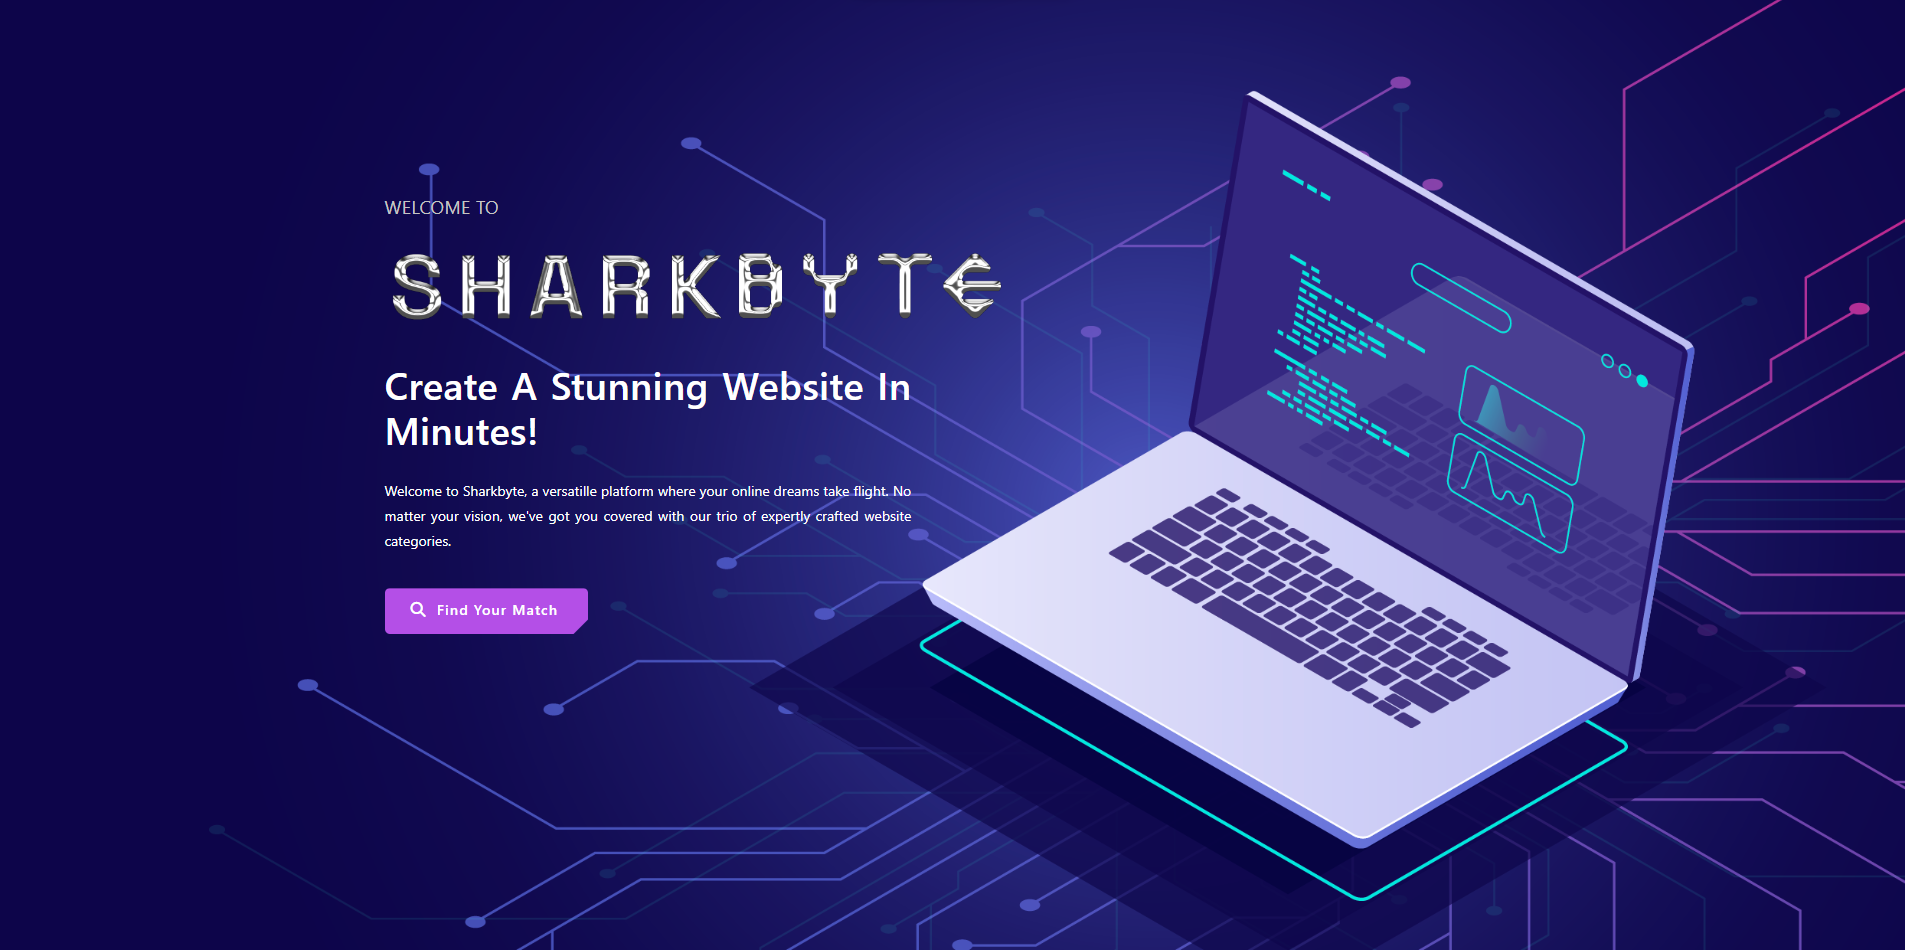 WELCOME TO
SHARKBYTE
Create A Stunning Website In
Minutes!
Welcome to Sharkbyte, a versatille platform where your online dreams take flight. No
matter your vision, we've got you covered with our trio of expertly crafted website
categories.
Find Your Match